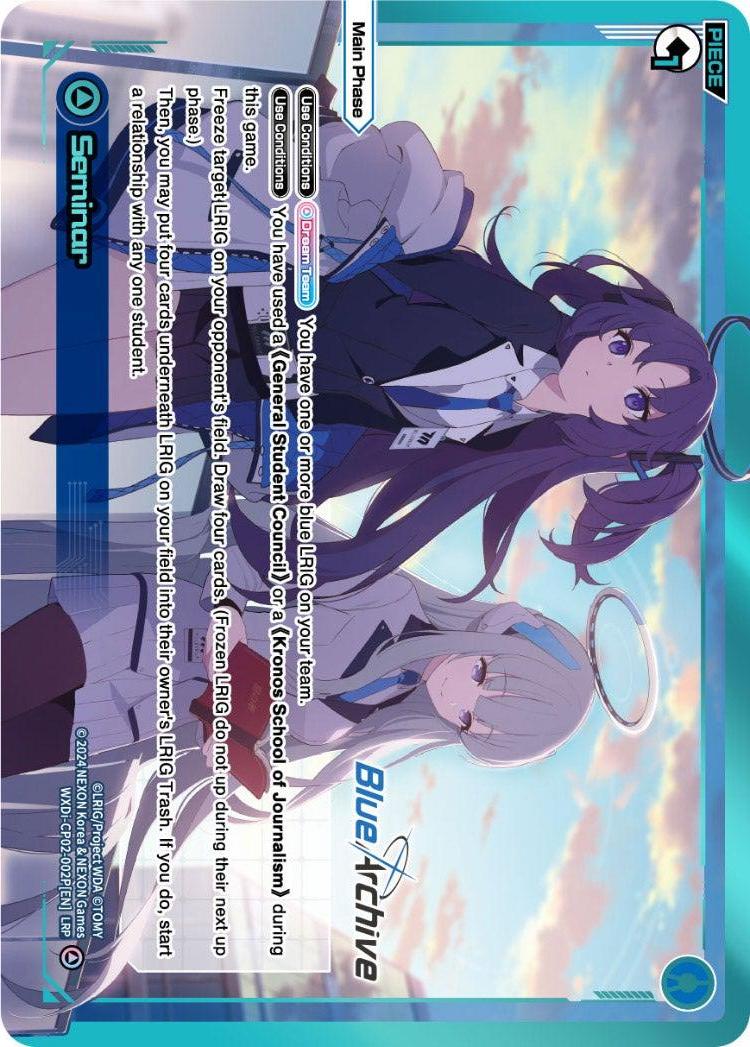 PIECE
1
Main Phase
Blue Archive
Use Conditions Dream Team You have one or more blue LRIG on your team.
Use Conditions You have used a 《General Student Council》 or a 《Kronos School of Journalism》 during
this game.
Freeze target LRIG on your opponent's field. Draw four cards. (Frozen LRIG do not up during their next up
phase.)
Then, you may put four cards underneath LRIG on your field into their owner's LRIG Trash. If you do, start
a relationship with any one student.
Seminar
©LRIG/Project WDA ©TOMY
© 2024 NEXON Korea & NEXON Games
WXDi-CP02-002P[EN] LRP